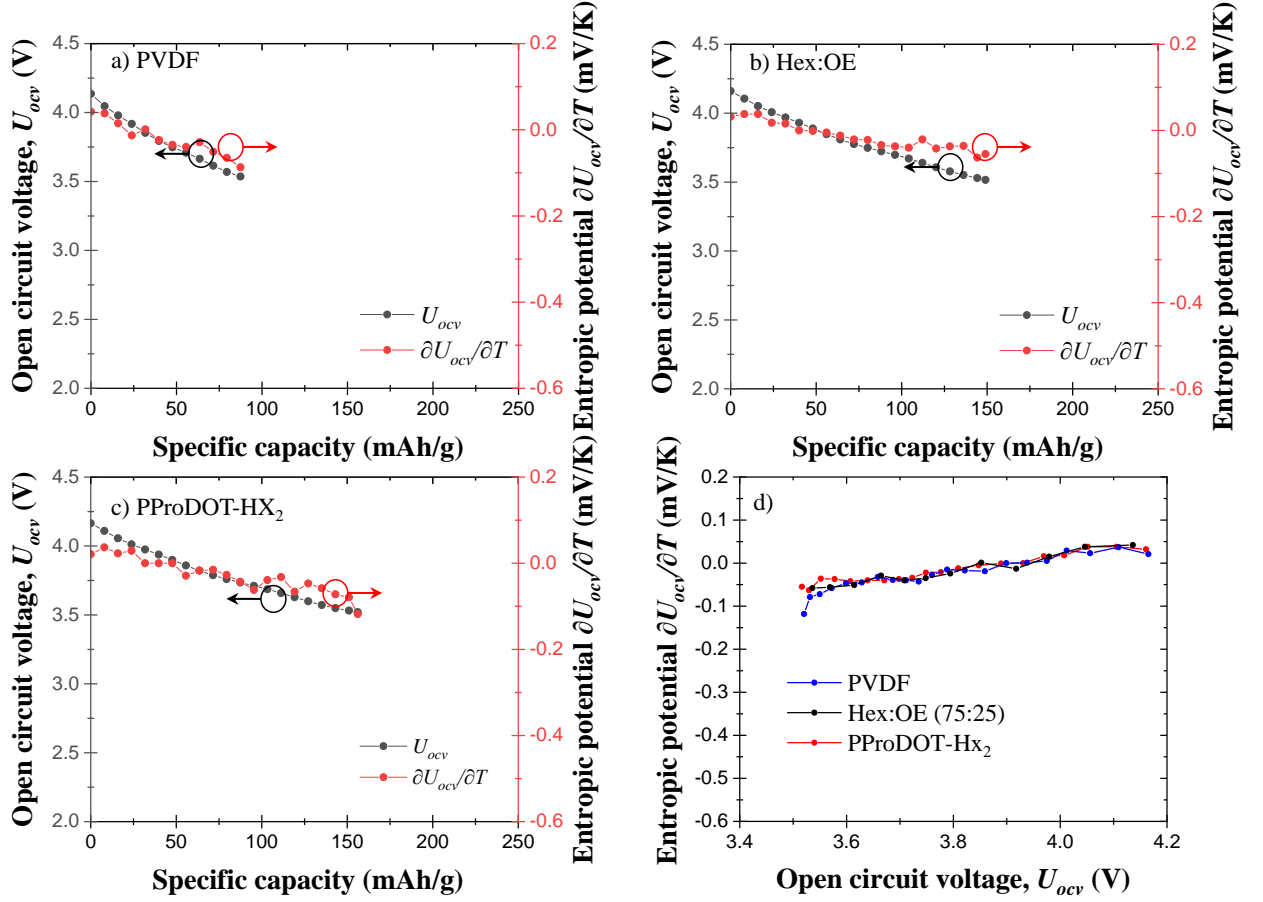 a) PVDF
Open circuit voltage, Uocv (V)
4.5
4.0
3.5
3.0
2.5
2.0
0.2
0.0
-0.2
-0.4
-0.6
Entropic potential ∂Uocv/∂T (mV/K)
Uocv
∂Uocv/∂T
0 50 100 150 200 250
Specific capacity (mAh/g)
b) Hex:OE
Open circuit voltage, Uocv (V)
4.5
4.0
3.5
3.0
2.5
2.0
0.2
0.0
-0.2
-0.4
-0.6
Entropic potential ∂Uocv/∂T (mV/K)
Uocv
∂Uocv/∂T
0 50 100 150 200 250
Specific capacity (mAh/g)
c) PProDOT-HX2
Open circuit voltage, Uocv (V)
4.5
4.0
3.5
3.0
2.5
2.0
0.2
0.0
-0.2
-0.4
-0.6
Entropic potential ∂Uocv/∂T (mV/K)
Uocv
∂Uocv/∂T
0 50 100 150 200 250
Specific capacity (mAh/g)
d)
Entropic potential ∂Uocv/∂T (mV/K)
0.2
0.1
0.0
-0.1
-0.2
-0.3
-0.4
-0.5
-0.6
PVDF
Hex:OE (75:25)
PProDOT-Hx2
3.4 3.6 3.8 4.0 4.2
Open circuit voltage, Uocv (V)